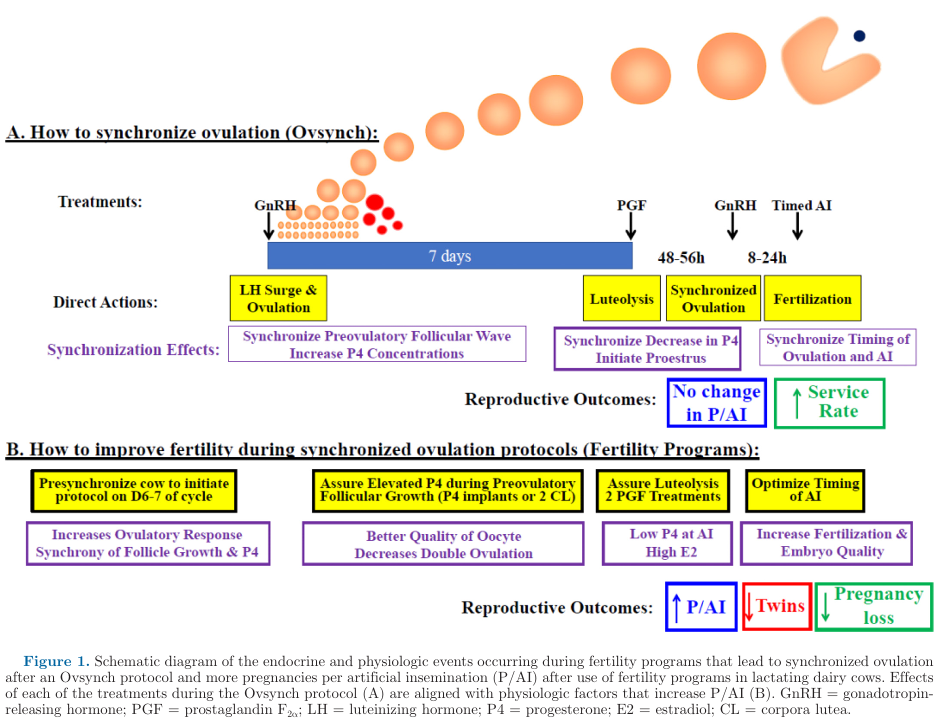 A. How to synchronize ovulation (Ovsynch):
Treatments:
GnRH
PGF
GnRH
Timed AI
7 days
48-56h
8-24h
Direct Actions:
LH Surge &
Ovulation
Luteolysis
Synchronized
Ovulation
Fertilization
Synchronization Effects:
Synchronize Preovulatory Follicular Wave
Increase P4 Concentrations
Synchronize Decrease in P4
Initiate Proestrus
Synchronize Timing of
Ovulation and AI
Reproductive Outcomes:
No change
in P/AI
↑ Service
Rate
B. How to improve fertility during synchronized ovulation protocols (Fertility Programs):
Presynchronize cow to initiate
protocol on D6-7 of cycle
Assure Elevated P4 during Preovulatory
Follicular Growth (P4 implants or 2 CL)
Assure Luteolysis
2 PGF Treatments
Optimize Timing
of AI
Increases Ovulatory Response
Synchrony of Follicle Growth & P4
Better Quality of Oocyte
Decreases Double Ovulation
Low P4 at AI
High E2
Increase Fertilization &
Embryo Quality
Reproductive Outcomes:
↑ P/AI
↓ Twins
↓ Pregnancy
loss
Figure 1. Schematic diagram of the endocrine and physiologic events occurring during fertility programs that lead to synchronized ovulation
after an Ovsynch protocol and more pregnancies per artificial insemination (P/AI) after use of fertility programs in lactating dairy cows. Effects
of each of the treatments during the Ovsynch protocol (A) are aligned with physiologic factors that increase P/AI (B). GnRH = gonadotropin-
releasing hormone; PGF = prostaglandin F₂α; LH = luteinizing hormone; P4 = progesterone; E2 = estradiol; CL = corpora lutea.